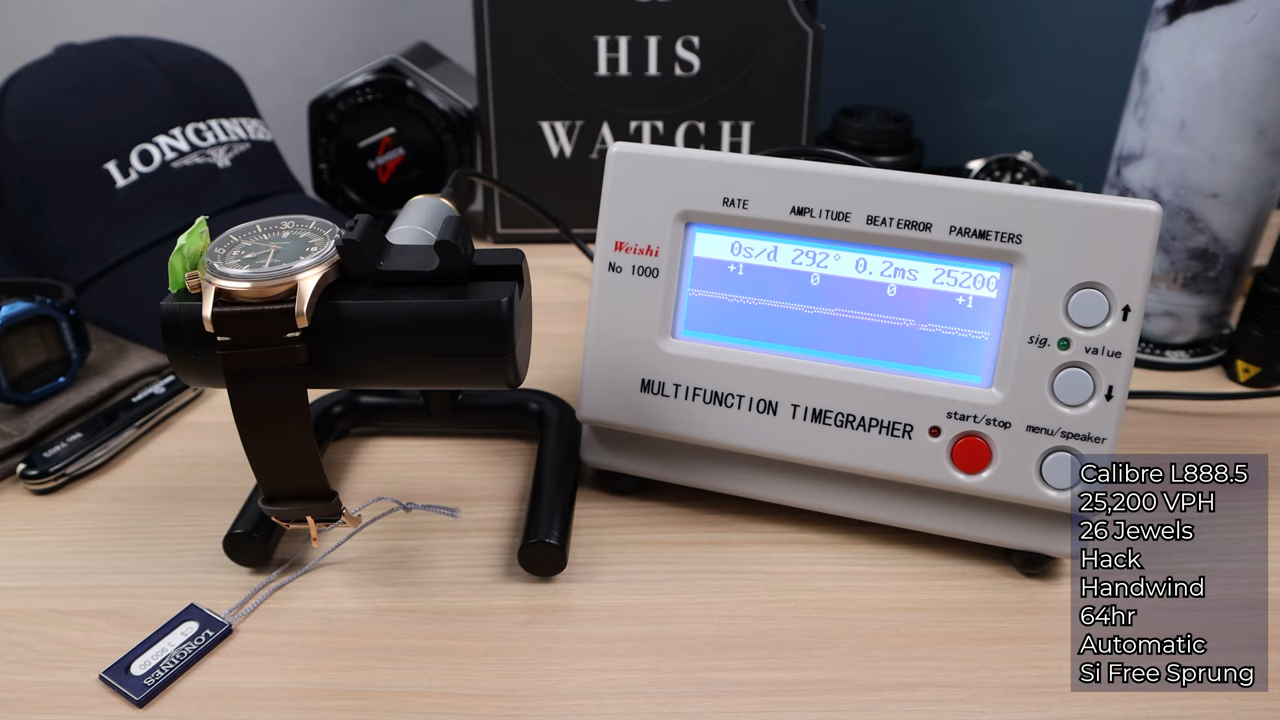 HIS
WATCH
LONGINES
G-SHOCK
RATE AMPLITUDE BEAT ERROR PARAMETERS
Weishi
No 1000
0s/d 292° 0.2ms 25200
+1 0 0 +1
sig. value
MULTIFUNCTION TIMEGRAPHER
start/stop
menu/speaker
30
LONGINES
Calibre L888.5
25,200 VPH
26 Jewels
Hack
Handwind
64hr
Automatic
Si Free Sprung